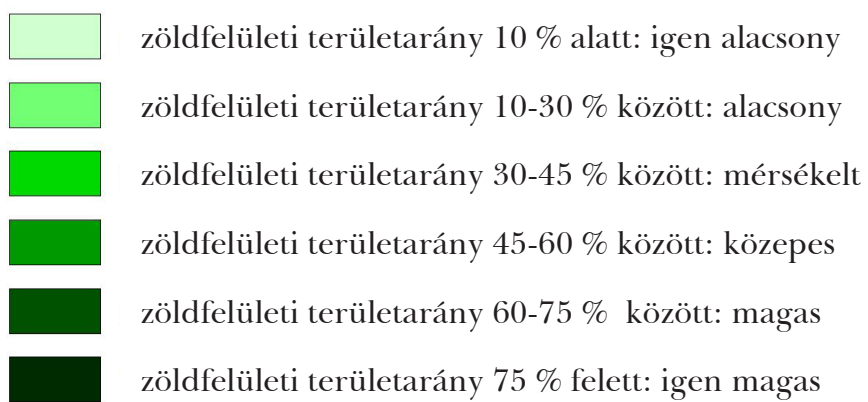 zöldfelületi területarány 10 % alatt: igen alacsony
zöldfelületi területarány 10-30 % között: alacsony
zöldfelületi területarány 30-45 % között: mérsékelt
zöldfelületi területarány 45-60 % között: közepes
zöldfelületi területarány 60-75 % között: magas
zöldfelületi területarány 75 % felett: igen magas